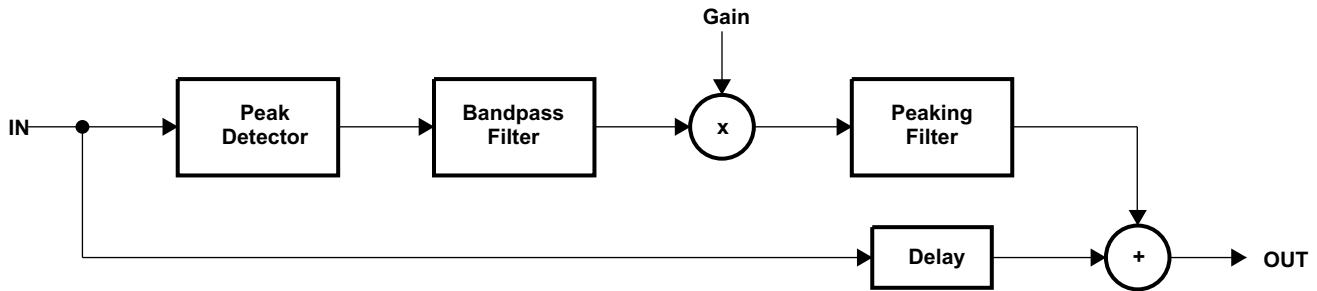 Gain
IN
Peak
Detector
Bandpass
Filter
x
Peaking
Filter
Delay
+
OUT